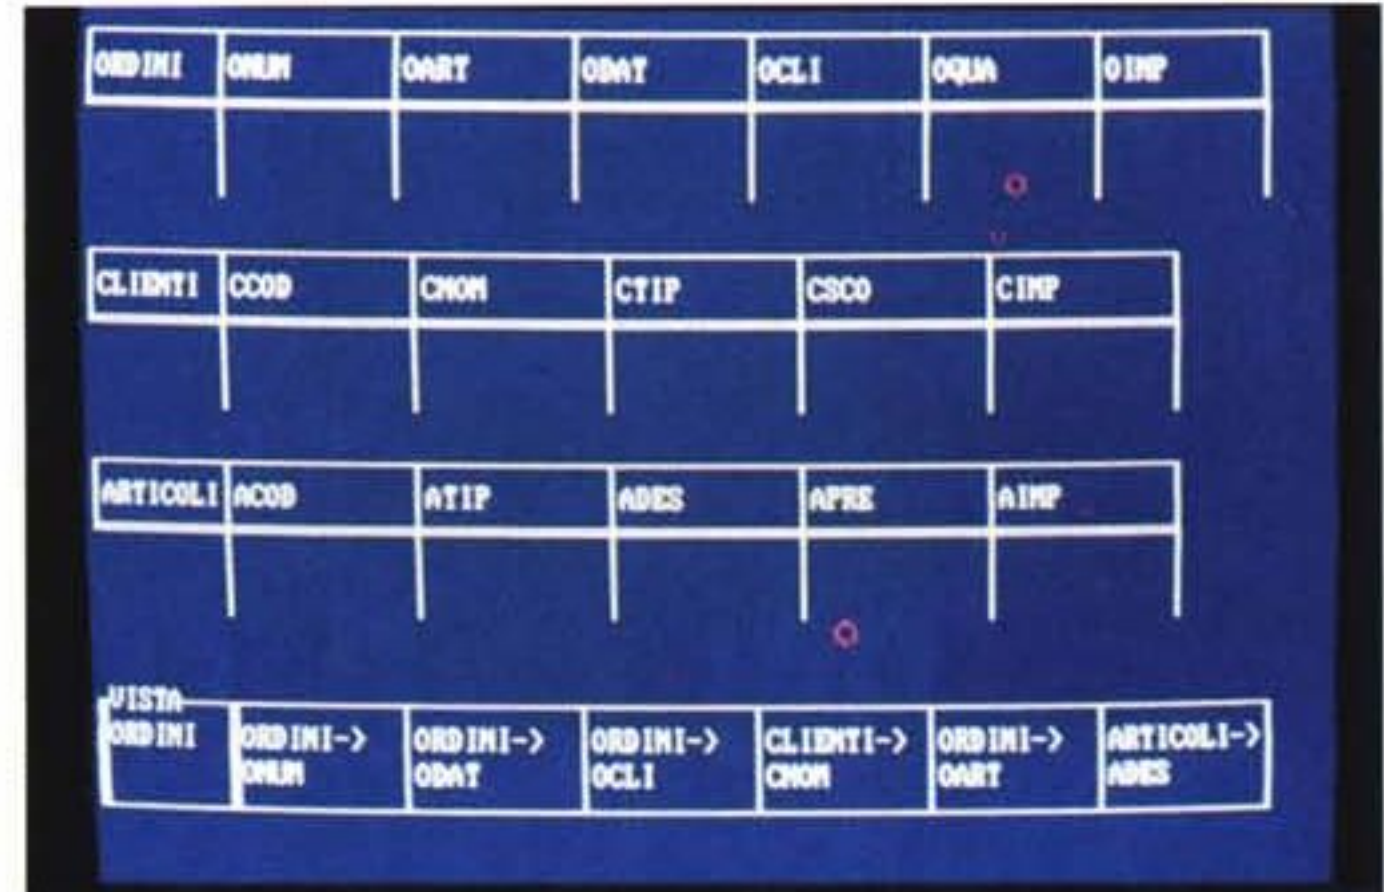 ORDINI ONUM OART ODAT OCLI OQUA OIMP
CLIENTI CCOD CNOM CTIP CSCO CIMP
ARTICOLI ACOD ATIP ADES APRE AIMP
VISTA
ORDINI ORDINI-> ORDINI-> ORDINI-> CLIENTI-> ORDINI-> ARTICOLI->
ONUM ODAT OCLI CNOM OART ADES